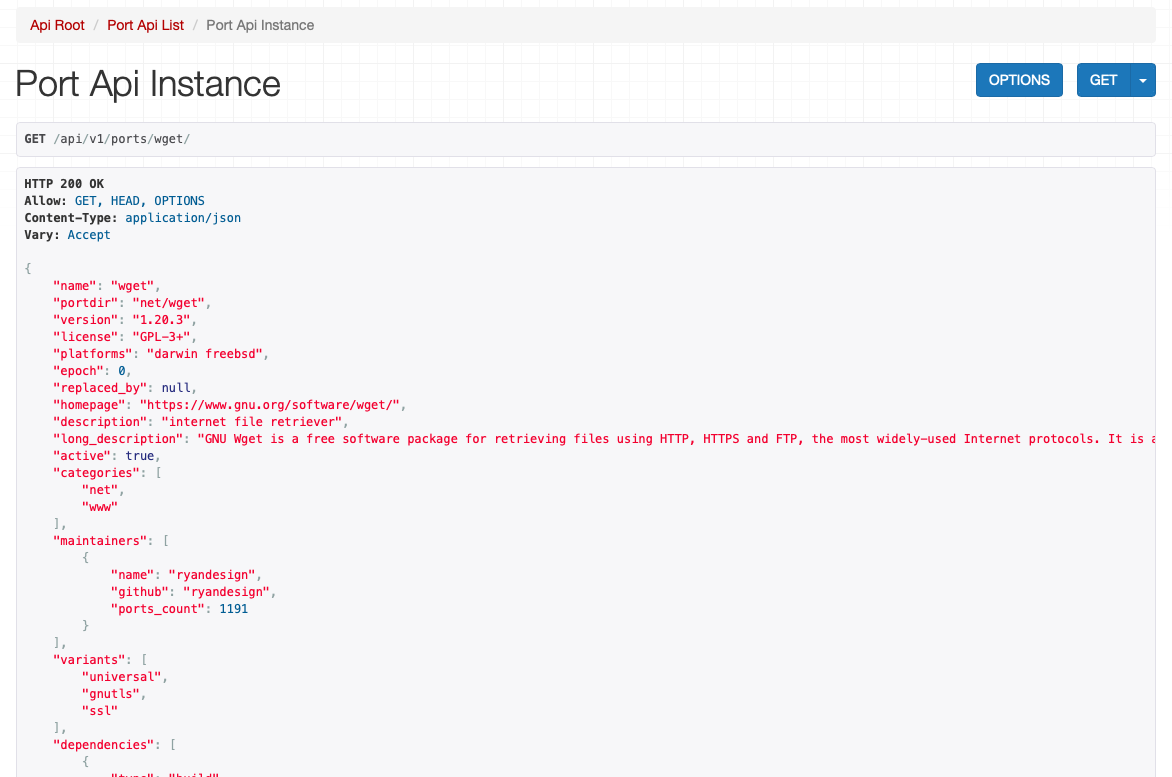 Api Root / Port Api List / Port Api Instance
Port Api Instance
OPTIONS GET
GET /api/v1/ports/wget/
HTTP 200 OK
Allow: GET, HEAD, OPTIONS
Content-Type: application/json
Vary: Accept
{
"name": "wget",
"portdir": "net/wget",
"version": "1.20.3",
"license": "GPL-3+",
"platforms": "darwin freebsd",
"epoch": 0,
"replaced_by": null,
"homepage": "https://www.gnu.org/software/wget/",
"description": "internet file retriever",
"long_description": "GNU Wget is a free software package for retrieving files using HTTP, HTTPS and FTP, the most widely-used Internet protocols. It is
"active": true,
"categories": [
"net",
"www"
],
"maintainers": [
{
"name": "ryandesign",
"github": "ryandesign",
"ports_count": 1191
}
],
"variants": [
"universal",
"gnutls",
"ssl"
],
"dependencies": [
{
"type": "build"